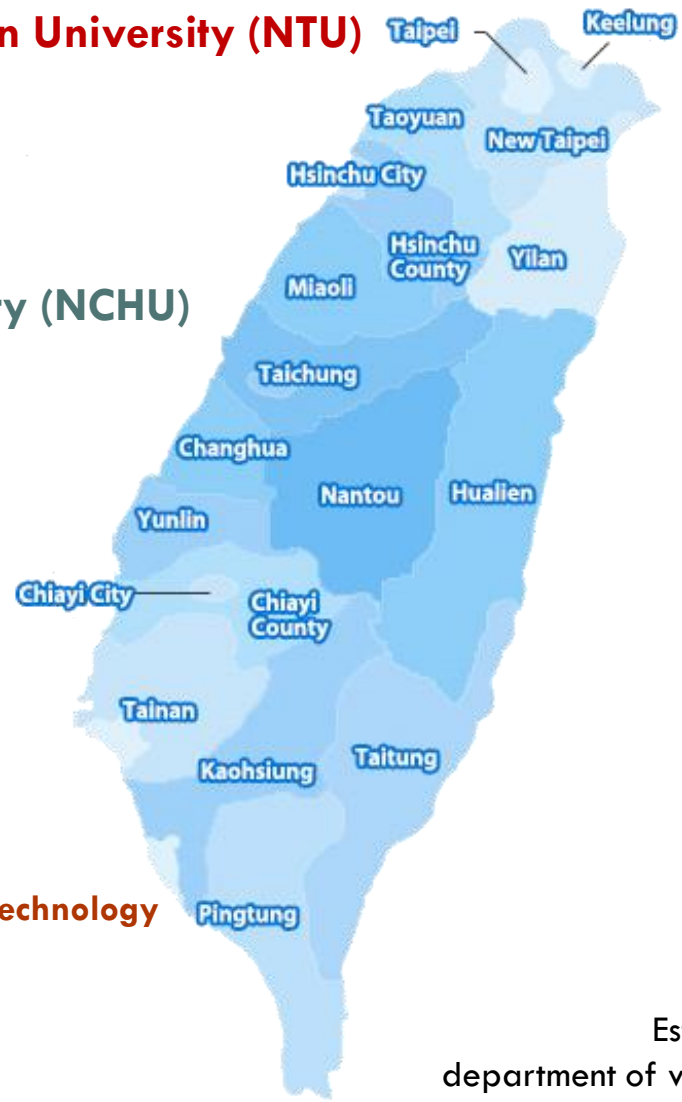 n University (NTU)
Taipei
Keelung
Taoyuan
New Taipei
Hsinchu City
Hsinchu
County
Yilan
Miaoli
ty (NCHU)
Taichung
Changhua
Nantou
Hualien
Yunlin
Chiayi City
Chiayi
County
Tainan
Kaohsiung
Taitung
echnology
Pingtung
Es
department of v